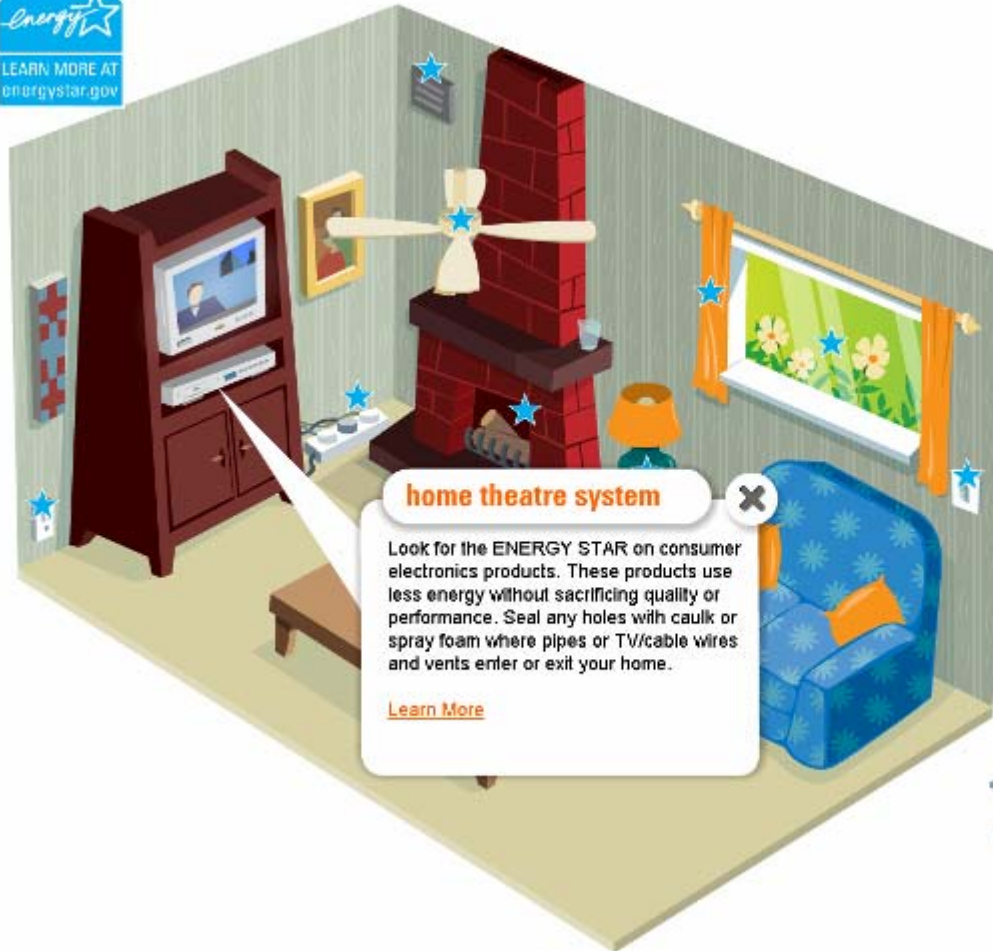 energy
LEARN MORE AT
energystar.gov
home theatre system
Look for the ENERGY STAR on consumer
electronics products. These products use
less energy without sacrificing quality or
performance. Seal any holes with caulk or
spray foam where pipes or TV/cable wires
and vents enter or exit your home.
Learn More